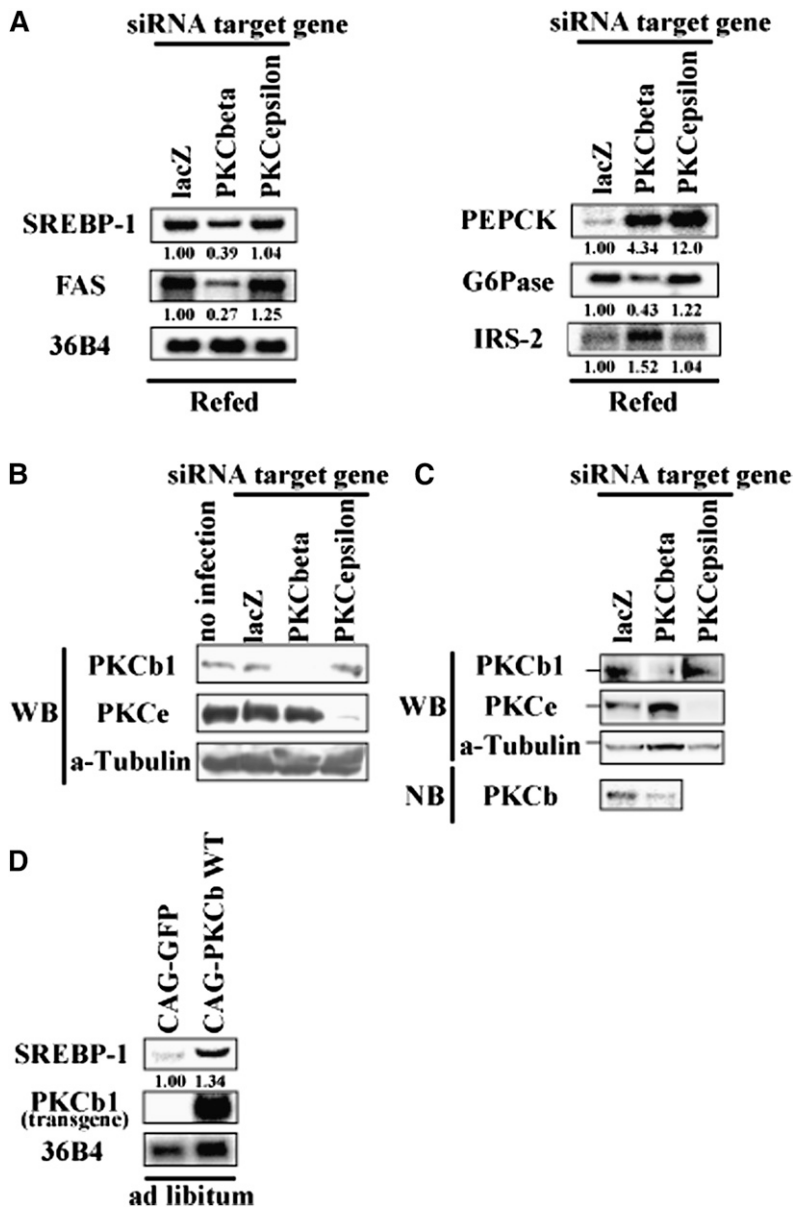 A
siRNA target gene
lacZ
PKCbeta
PKCepsilon
SREBP-1
1.00 0.39 1.04
FAS
1.00 0.27 1.25
36B4
Refed
siRNA target gene
lacZ
PKCbeta
PKCepsilon
PEPCK
1.00 4.34 12.0
G6Pase
1.00 0.43 1.22
IRS-2
1.00 1.52 1.04
Refed
B
siRNA target gene
no infection
lacZ
PKCbeta
PKCepsilon
WB
PKCb1
PKCe
a-Tubulin
C
siRNA target gene
lacZ
PKCbeta
PKCepsilon
WB
PKCb1
PKCe
a-Tubulin
NB
PKCb
D
CAG-GFP
CAG-PKCb WT
SREBP-1
1.00 1.34
PKCb1
(transgene)
36B4
ad libitum